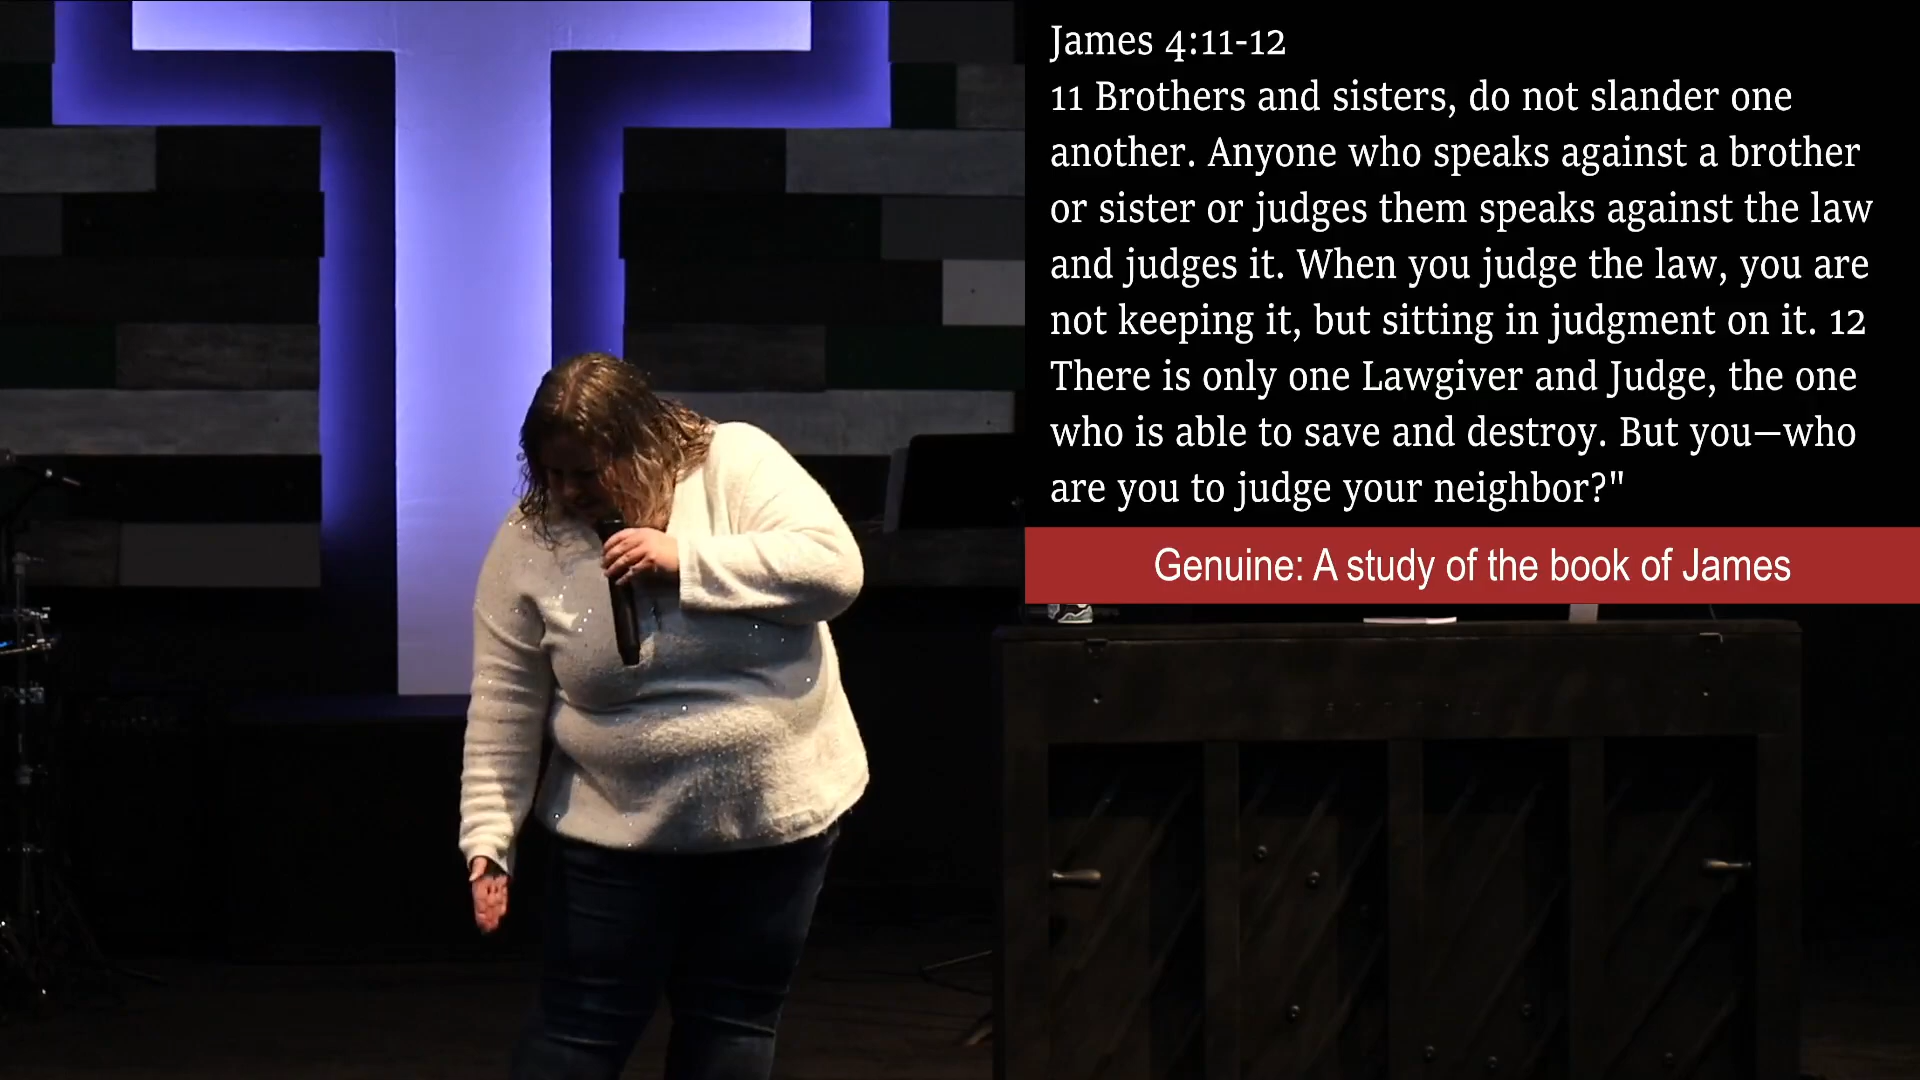 James 4:11-12
11 Brothers and sisters, do not slander one
another. Anyone who speaks against a brother
or sister or judges them speaks against the law
and judges it. When you judge the law, you are
not keeping it, but sitting in judgment on it. 12
There is only one Lawgiver and Judge, the one
who is able to save and destroy. But you—who
are you to judge your neighbor?"
Genuine: A study of the book of James